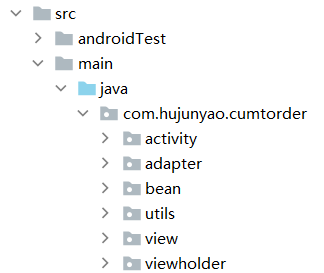 src
androidTest
main
java
com.hujunyao.cumtorder
activity
adapter
bean
utils
view
viewholder